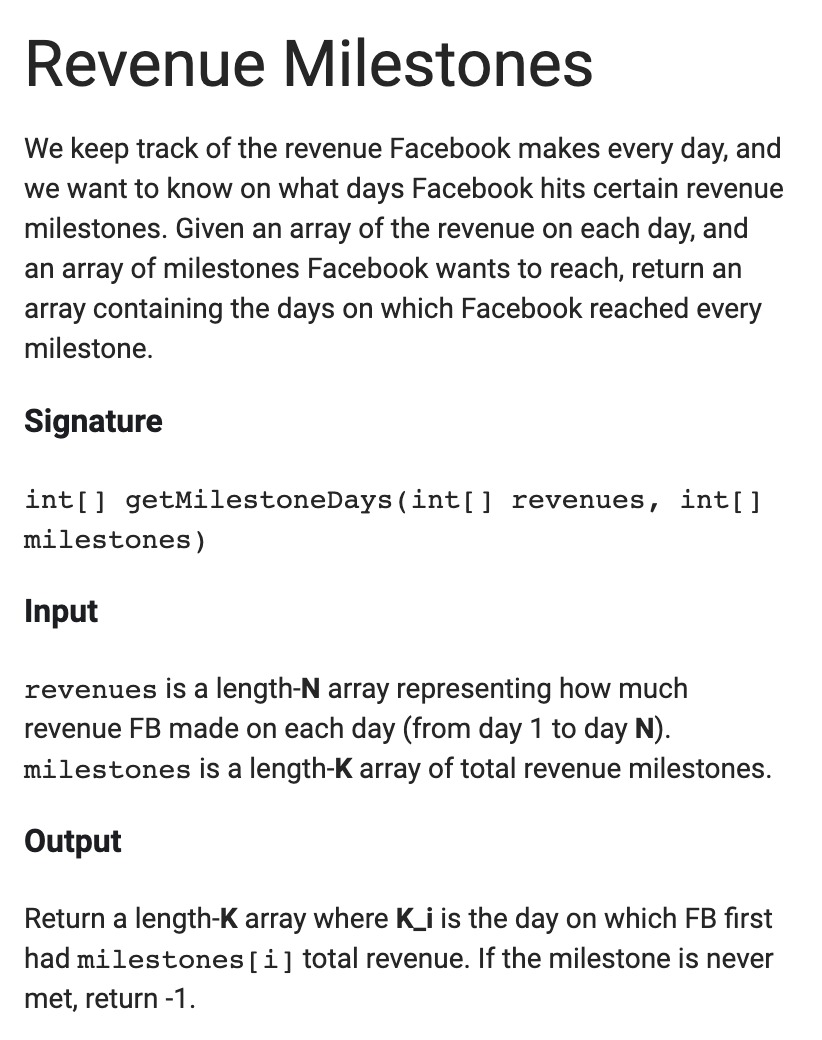 Revenue Milestones
We keep track of the revenue Facebook makes every day, and
we want to know on what days Facebook hits certain revenue
milestones. Given an array of the revenue on each day, and
an array of milestones Facebook wants to reach, return an
array containing the days on which Facebook reached every
milestone.
Signature
int[] getMilestoneDays(int[] revenues, int[]
milestones)
Input
revenues is a length-N array representing how much
revenue FB made on each day (from day 1 to day N).
milestones is a length-K array of total revenue milestones.
Output
Return a length-K array where K_i is the day on which FB first
had milestones[i] total revenue. If the milestone is never
met, return -1.